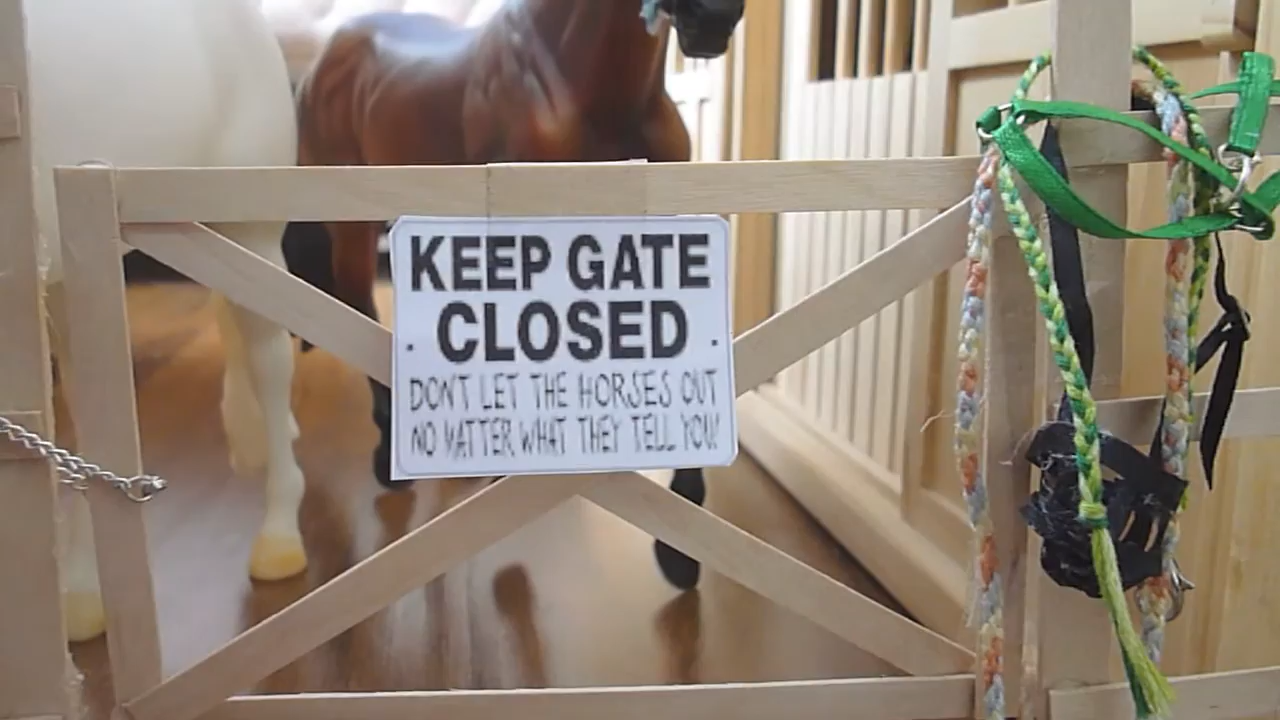 KEEP GATE
CLOSED
DON'T LET THE HORSES OUT
NO MATTER WHAT THEY TELL YOU!